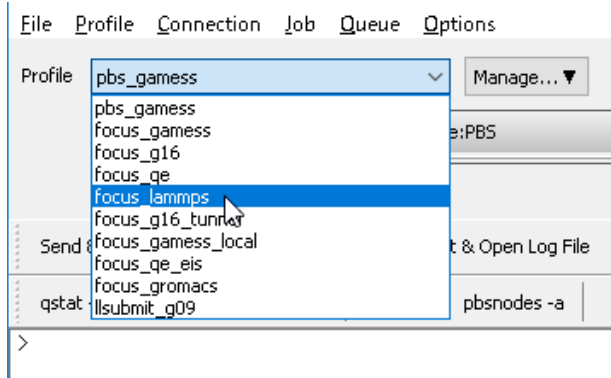 File Profile Connection Job Queue Options
Profile pbs_gamess Manage...▼
pbs_gamess
focus_gamess
e:PBS
focus_g16
focus_qe
focus_lammps
focus_g16_tunnel
focus_gamess_local
Send t & Open Log File
focus_qe_eis
focus_gromacs
qstat pbsnodes -a
llsubmit_g09
>